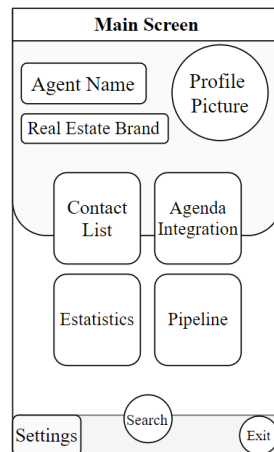 Main Screen
Agent Name
Profile
Picture
Real Estate Brand
Contact
List
Agenda
Integration
Estatistics
Pipeline
Search
Settings
Exit